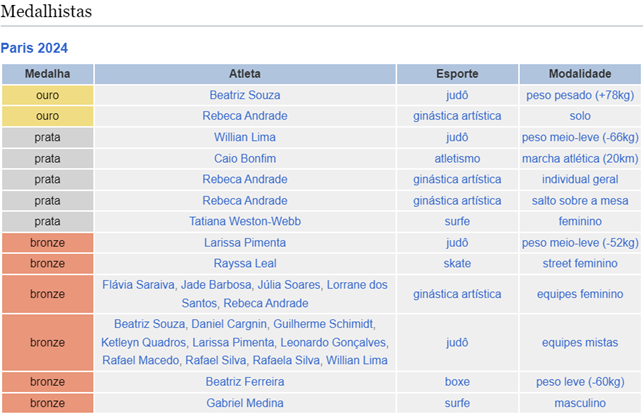 Medalhistas
Paris 2024
Medalha Atleta Esporte Modalidade
ouro Beatriz Souza judô peso pesado (+78kg)
ouro Rebeca Andrade ginástica artística solo
prata Willian Lima judô peso meio-leve (-66kg)
prata Caio Bonfim atletismo marcha atlética (20km)
prata Rebeca Andrade ginástica artística individual geral
prata Rebeca Andrade ginástica artística salto sobre a mesa
prata Tatiana Weston-Webb surfe feminino
bronze Larissa Pimenta judô peso meio-leve (-52kg)
bronze Rayssa Leal skate street feminino
bronze Flávia Saraiva, Jade Barbosa, Júlia Soares, Lorrane dos
Santos, Rebeca Andrade ginástica artística equipes feminino
bronze Beatriz Souza, Daniel Cargnin, Guilherme Schimidt,
Ketleyn Quadros, Larissa Pimenta, Leonardo Gonçalves,
Rafael Macedo, Rafael Silva, Rafaela Silva, Willian Lima judô equipes mistas
bronze Beatriz Ferreira boxe peso leve (-60kg)
bronze Gabriel Medina surfe masculino